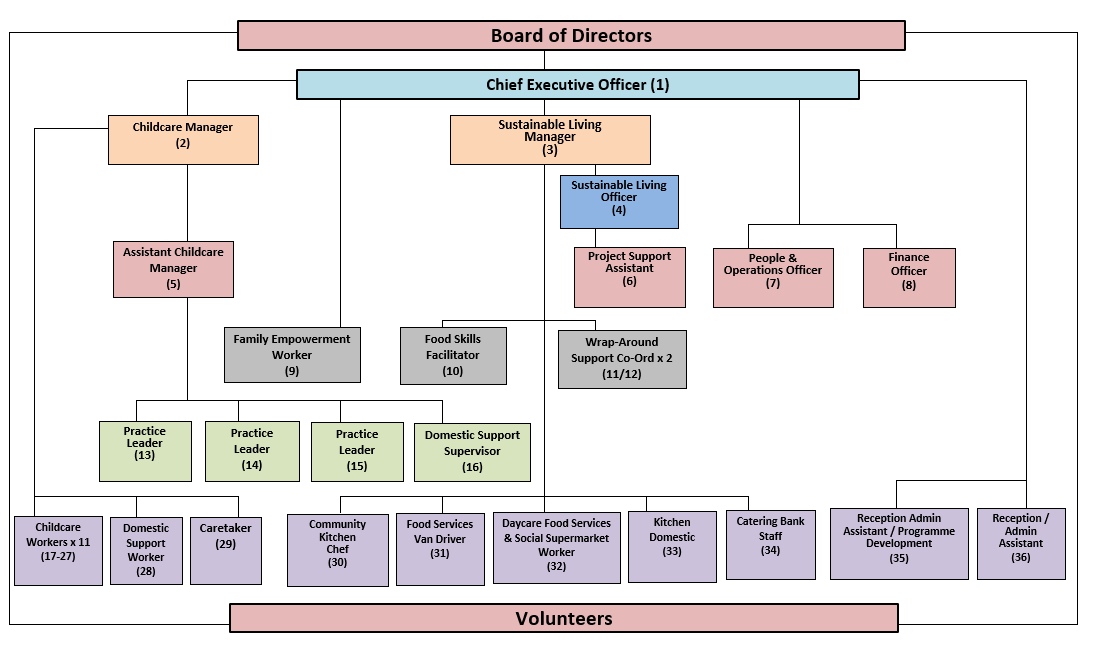 Board of Directors
Chief Executive Officer (1)
Childcare Manager
(2)
Sustainable Living
Manager
(3)
Sustainable Living
Officer
(4)
Assistant Childcare
Manager
(5)
Project Support
Assistant
(6)
People &
Operations Officer
(7)
Finance
Officer
(8)
Family Empowerment
Worker
(9)
Food Skills
Facilitator
(10)
Wrap-Around
Support Co-Ord x 2
(11/12)
Practice
Leader
(13)
Practice
Leader
(14)
Practice
Leader
(15)
Domestic Support
Supervisor
(16)
Childcare
Workers x 11
(17-27)
Domestic
Support
Worker
(28)
Caretaker
(29)
Community
Kitchen
Chef
(30)
Food Services
Van Driver
(31)
Daycare Food Services
& Social Supermarket
Worker
(32)
Kitchen
Domestic
(33)
Catering Bank
Staff
(34)
Reception Admin
Assistant / Programme
Development
(35)
Reception /
Admin
Assistant
(36)
Volunteers